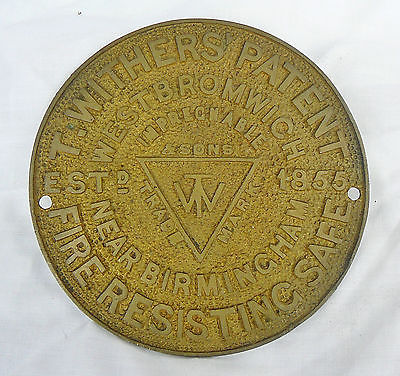 T. WITHERS' PATENT
FIRE RESISTING SAFE
ESTD 1855
WEST BROMWICH
NEAR BIRMINGHAM
IMPREGNABLE
& SONS
TW
TRADE MARK